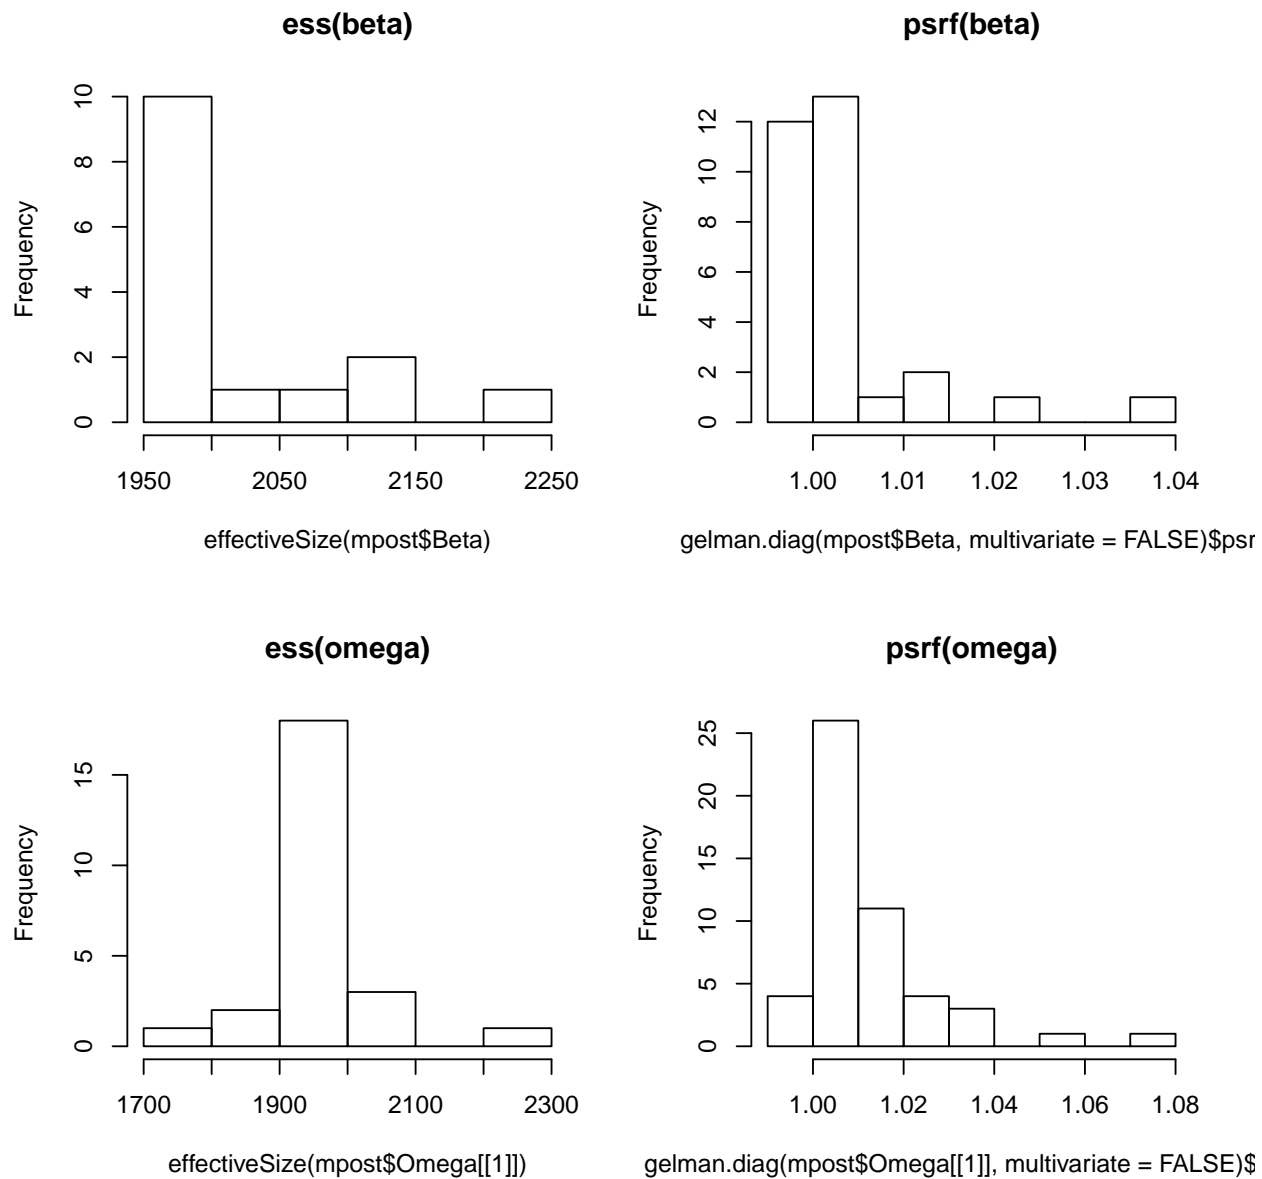 ess(beta)
Frequency
0 2 4 6 8 10
1950 2050 2150 2250
effectiveSize(mpost$Beta)
psrf(beta)
Frequency
0 2 4 6 8 10 12
1.00 1.01 1.02 1.03 1.04
gelman.diag(mpost$Beta, multivariate = FALSE)$psr
ess(omega)
Frequency
0 5 10 15
1700 1900 2100 2300
effectiveSize(mpost$Omega[[1]])
psrf(omega)
Frequency
0 5 10 15 20 25
1.00 1.02 1.04 1.06 1.08
gelman.diag(mpost$Omega[[1]], multivariate = FALSE)$